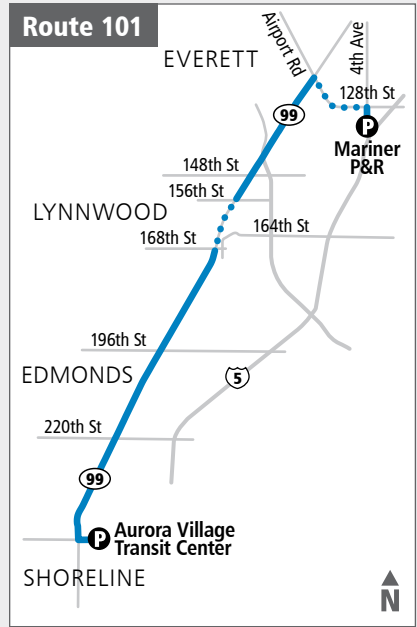 Route 101
EVERETT
Airport Rd
4th Ave
128th St
99
P
Mariner
P&R
148th St
156th St
LYNNWOOD
164th St
168th St
196th St
EDMONDS
5
220th St
99
P
Aurora Village
Transit Center
SHORELINE
N